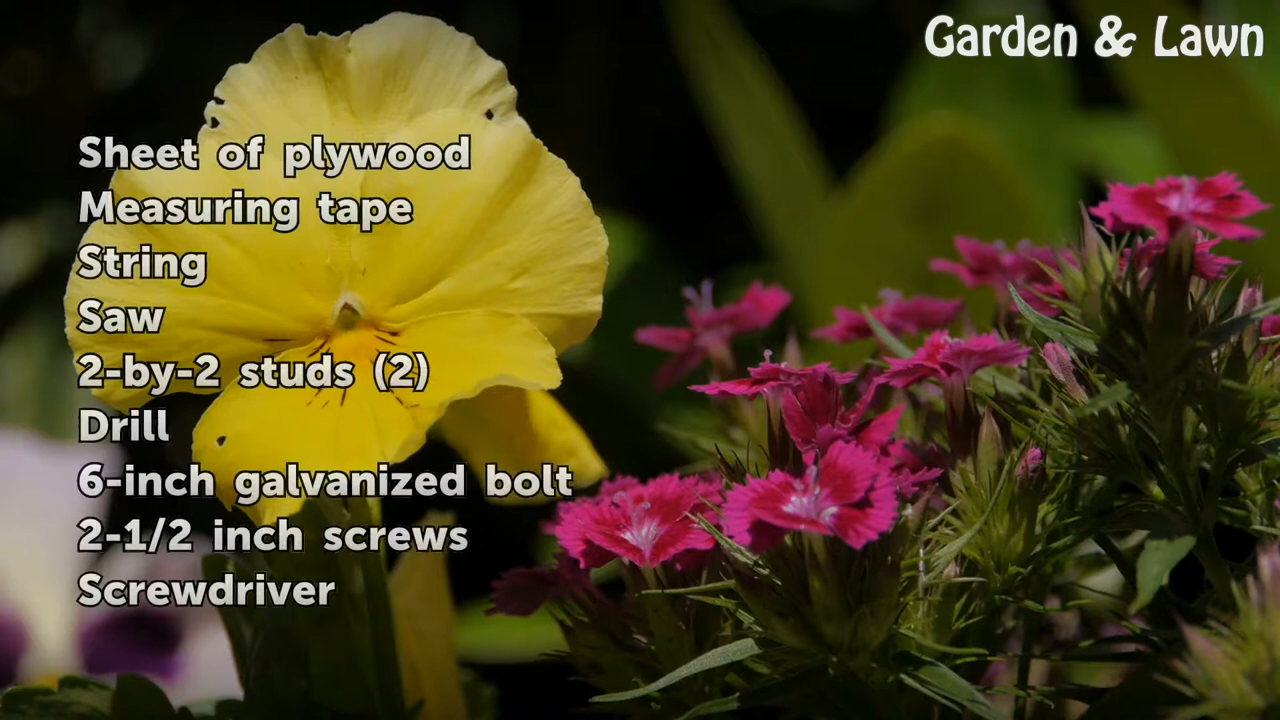 Garden & Lawn
Sheet of plywood
Measuring tape
String
Saw
2-by-2 studs (2)
Drill
6-inch galvanized bolt
2-1/2 inch screws
Screwdriver